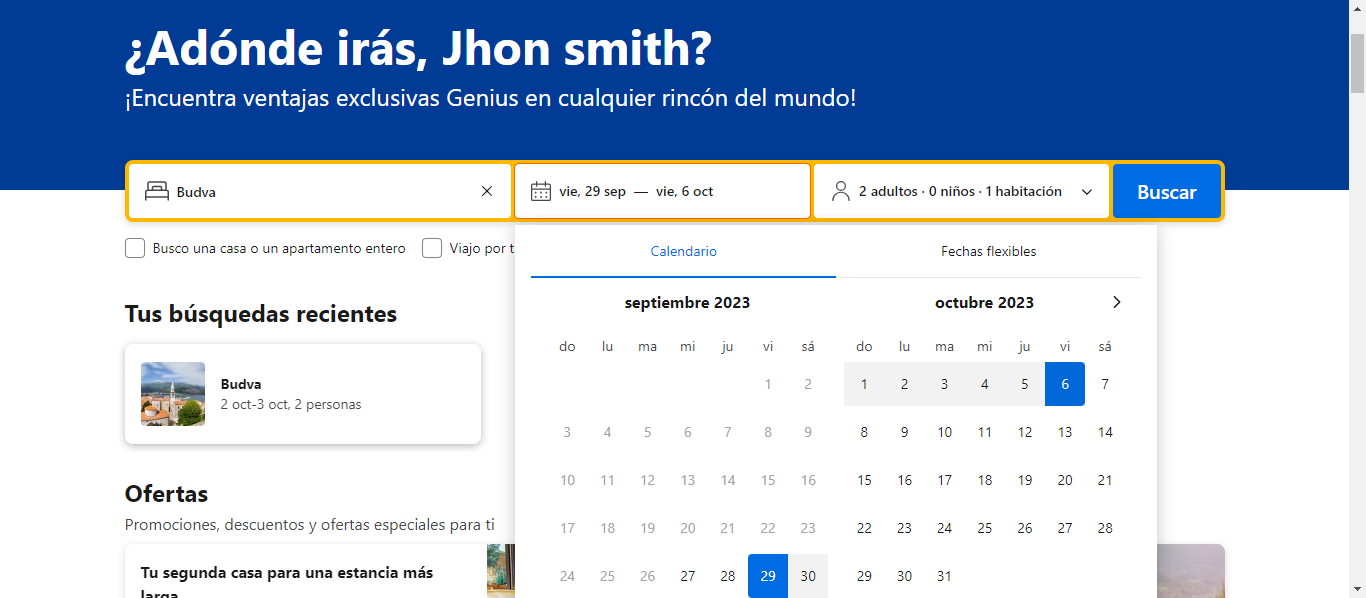 ¿Adónde irás, Jhon smith?
¡Encuentra ventajas exclusivas Genius en cualquier rincón del mundo!
Budva
vie, 29 sep — vie, 6 oct
2 adultos · 0 niños · 1 habitación
Buscar
Busco una casa o un apartamento entero
Viajo por t
Calendario
Fechas flexibles
septiembre 2023
do lu ma mi ju vi sá
1 2
3 4 5 6 7 8 9
10 11 12 13 14 15 16
17 18 19 20 21 22 23
24 25 26 27 28 29 30
octubre 2023
do lu ma mi ju vi sá
1 2 3 4 5 6 7
8 9 10 11 12 13 14
15 16 17 18 19 20 21
22 23 24 25 26 27 28
29 30 31
Tus búsquedas recientes
Budva
2 oct-3 oct, 2 personas
Ofertas
Promociones, descuentos y ofertas especiales para ti
Tu segunda casa para una estancia más
larga